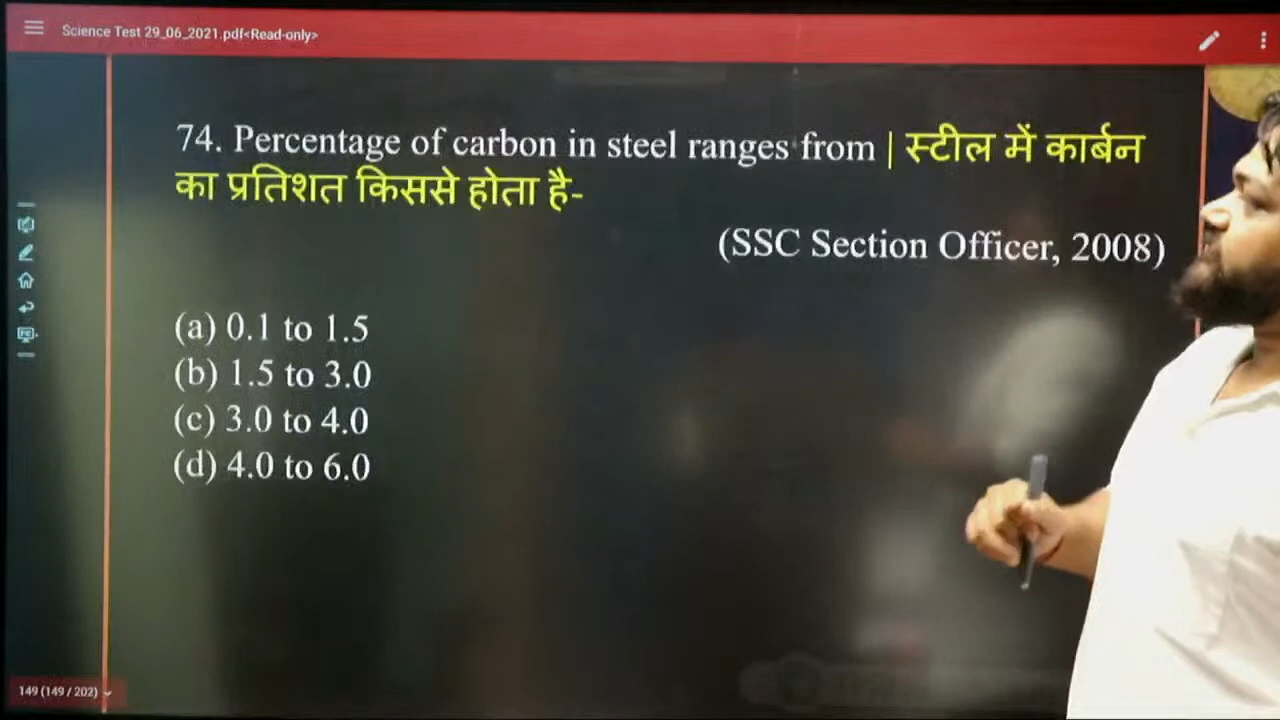 Science Test 29_06_2021.pdf<Read-only>
74. Percentage of carbon in steel ranges from | स्टील में कार्बन
का प्रतिशत किससे होता है-
(SSC Section Officer, 2008)
(a) 0.1 to 1.5
(b) 1.5 to 3.0
(c) 3.0 to 4.0
(d) 4.0 to 6.0
149 (149 / 202)